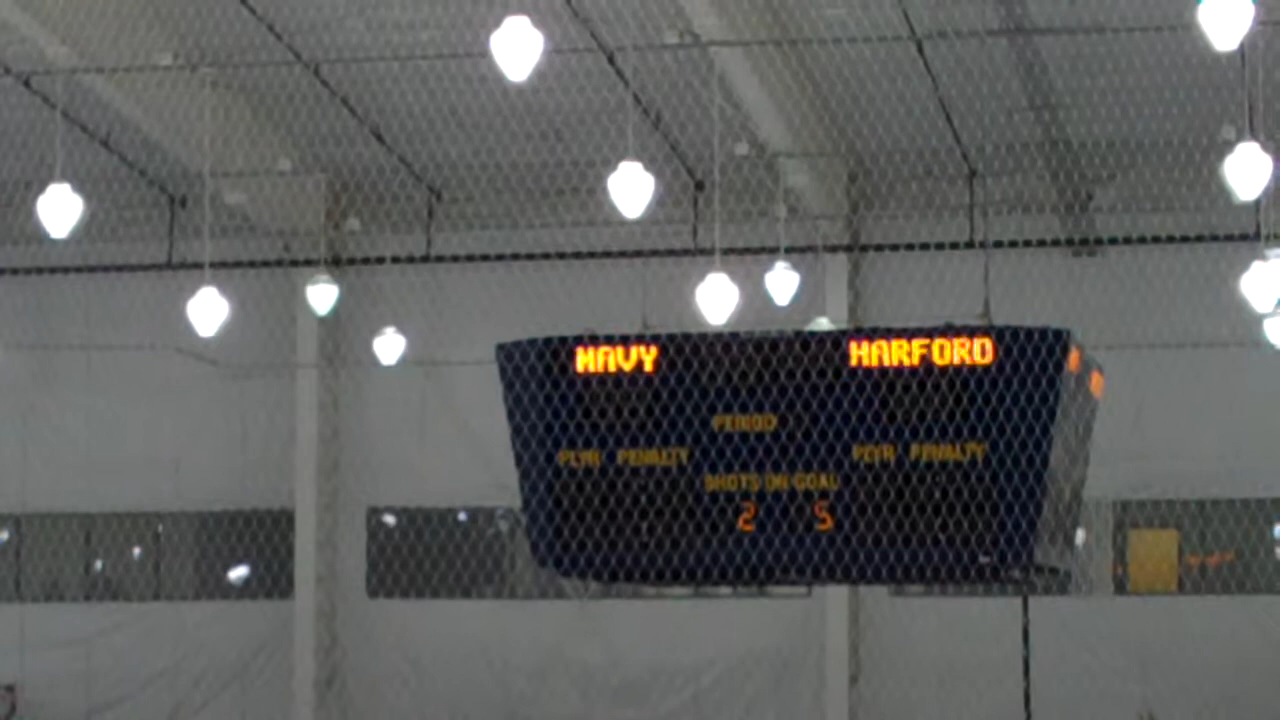 NAVY HARFORD
PERIOD
PLYR PENALTY PLYR PENALTY
SHOTS ON GOAL
2 5